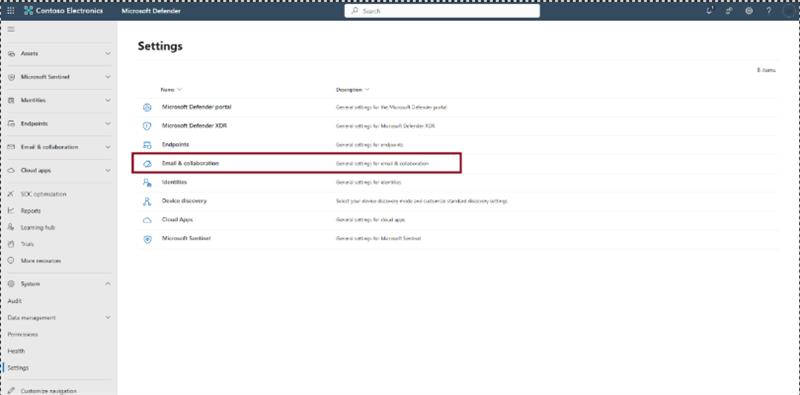 Contoso Electronics Microsoft Defender Search
Settings
8 items
Name Description
Microsoft Defender portal General settings for the Microsoft Defender portal
Microsoft Defender XDR General settings for Microsoft Defender XDR
Endpoints General settings for endpoints
Email & collaboration General settings for email & collaboration
Identities General settings for identities
Device discovery Select your device discovery mode and customize standard discovery settings
Cloud Apps General settings for cloud apps
Microsoft Sentinel General settings for Microsoft Sentinel
Assets
Microsoft Sentinel
Identities
Endpoints
Email & collaboration
Cloud apps
SOC optimization
Reports
Learning hub
Trials
More resources
System
Audit
Data management
Permissions
Health
Settings
Customize navigation